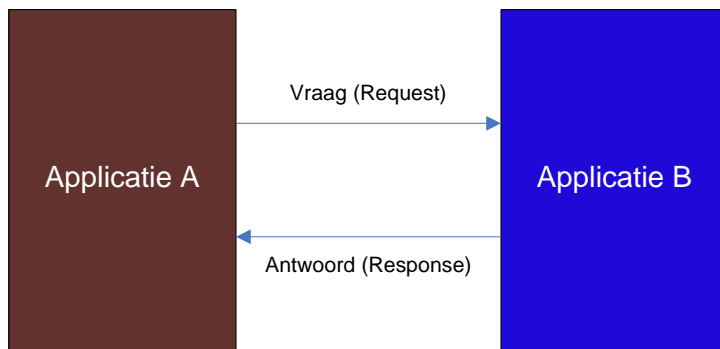 Vraag (Request)
Applicatie A
Applicatie B
Antwoord (Response)